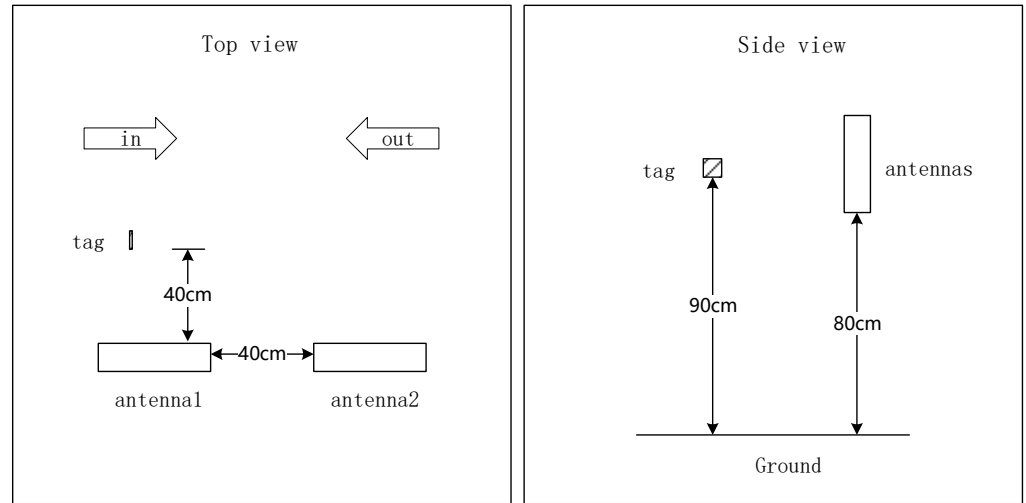 Top view
in
out
tag
40cm
40cm
antenna1
antenna2
Side view
tag
antennas
90cm
80cm
Ground